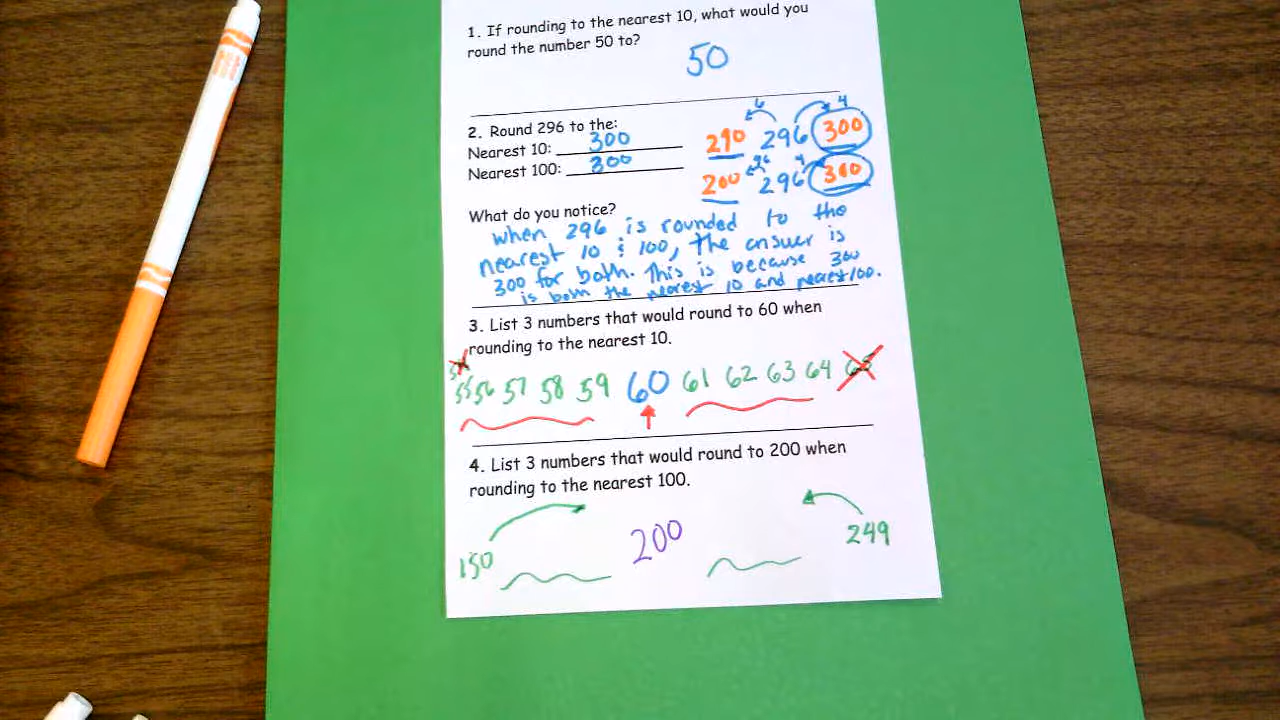 1. If rounding to the nearest 10, what would you
round the number 50 to?
50
2. Round 296 to the:
Nearest 10: 300
Nearest 100: 300
6 4
290 296 300
96 4
200 296 300
What do you notice?
when 296 is rounded to the
nearest 10 & 100, the answer is
300 for both. This is because 300
is both the nearest 10 and nearest 100.
3. List 3 numbers that would round to 60 when
rounding to the nearest 10.
55 56 57 58 59 60 61 62 63 64 65
4. List 3 numbers that would round to 200 when
rounding to the nearest 100.
150 200 249